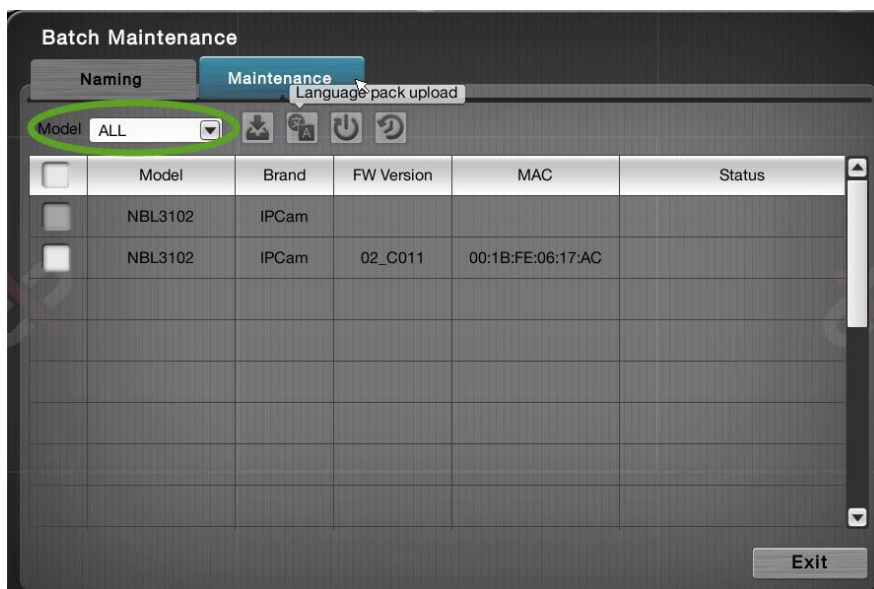 Batch Maintenance
Naming Maintenance
Language pack upload
Model ALL
Model Brand FW Version MAC Status
NBL3102 IPCam
NBL3102 IPCam 02_C011 00:1B:FE:06:17:AC
Exit